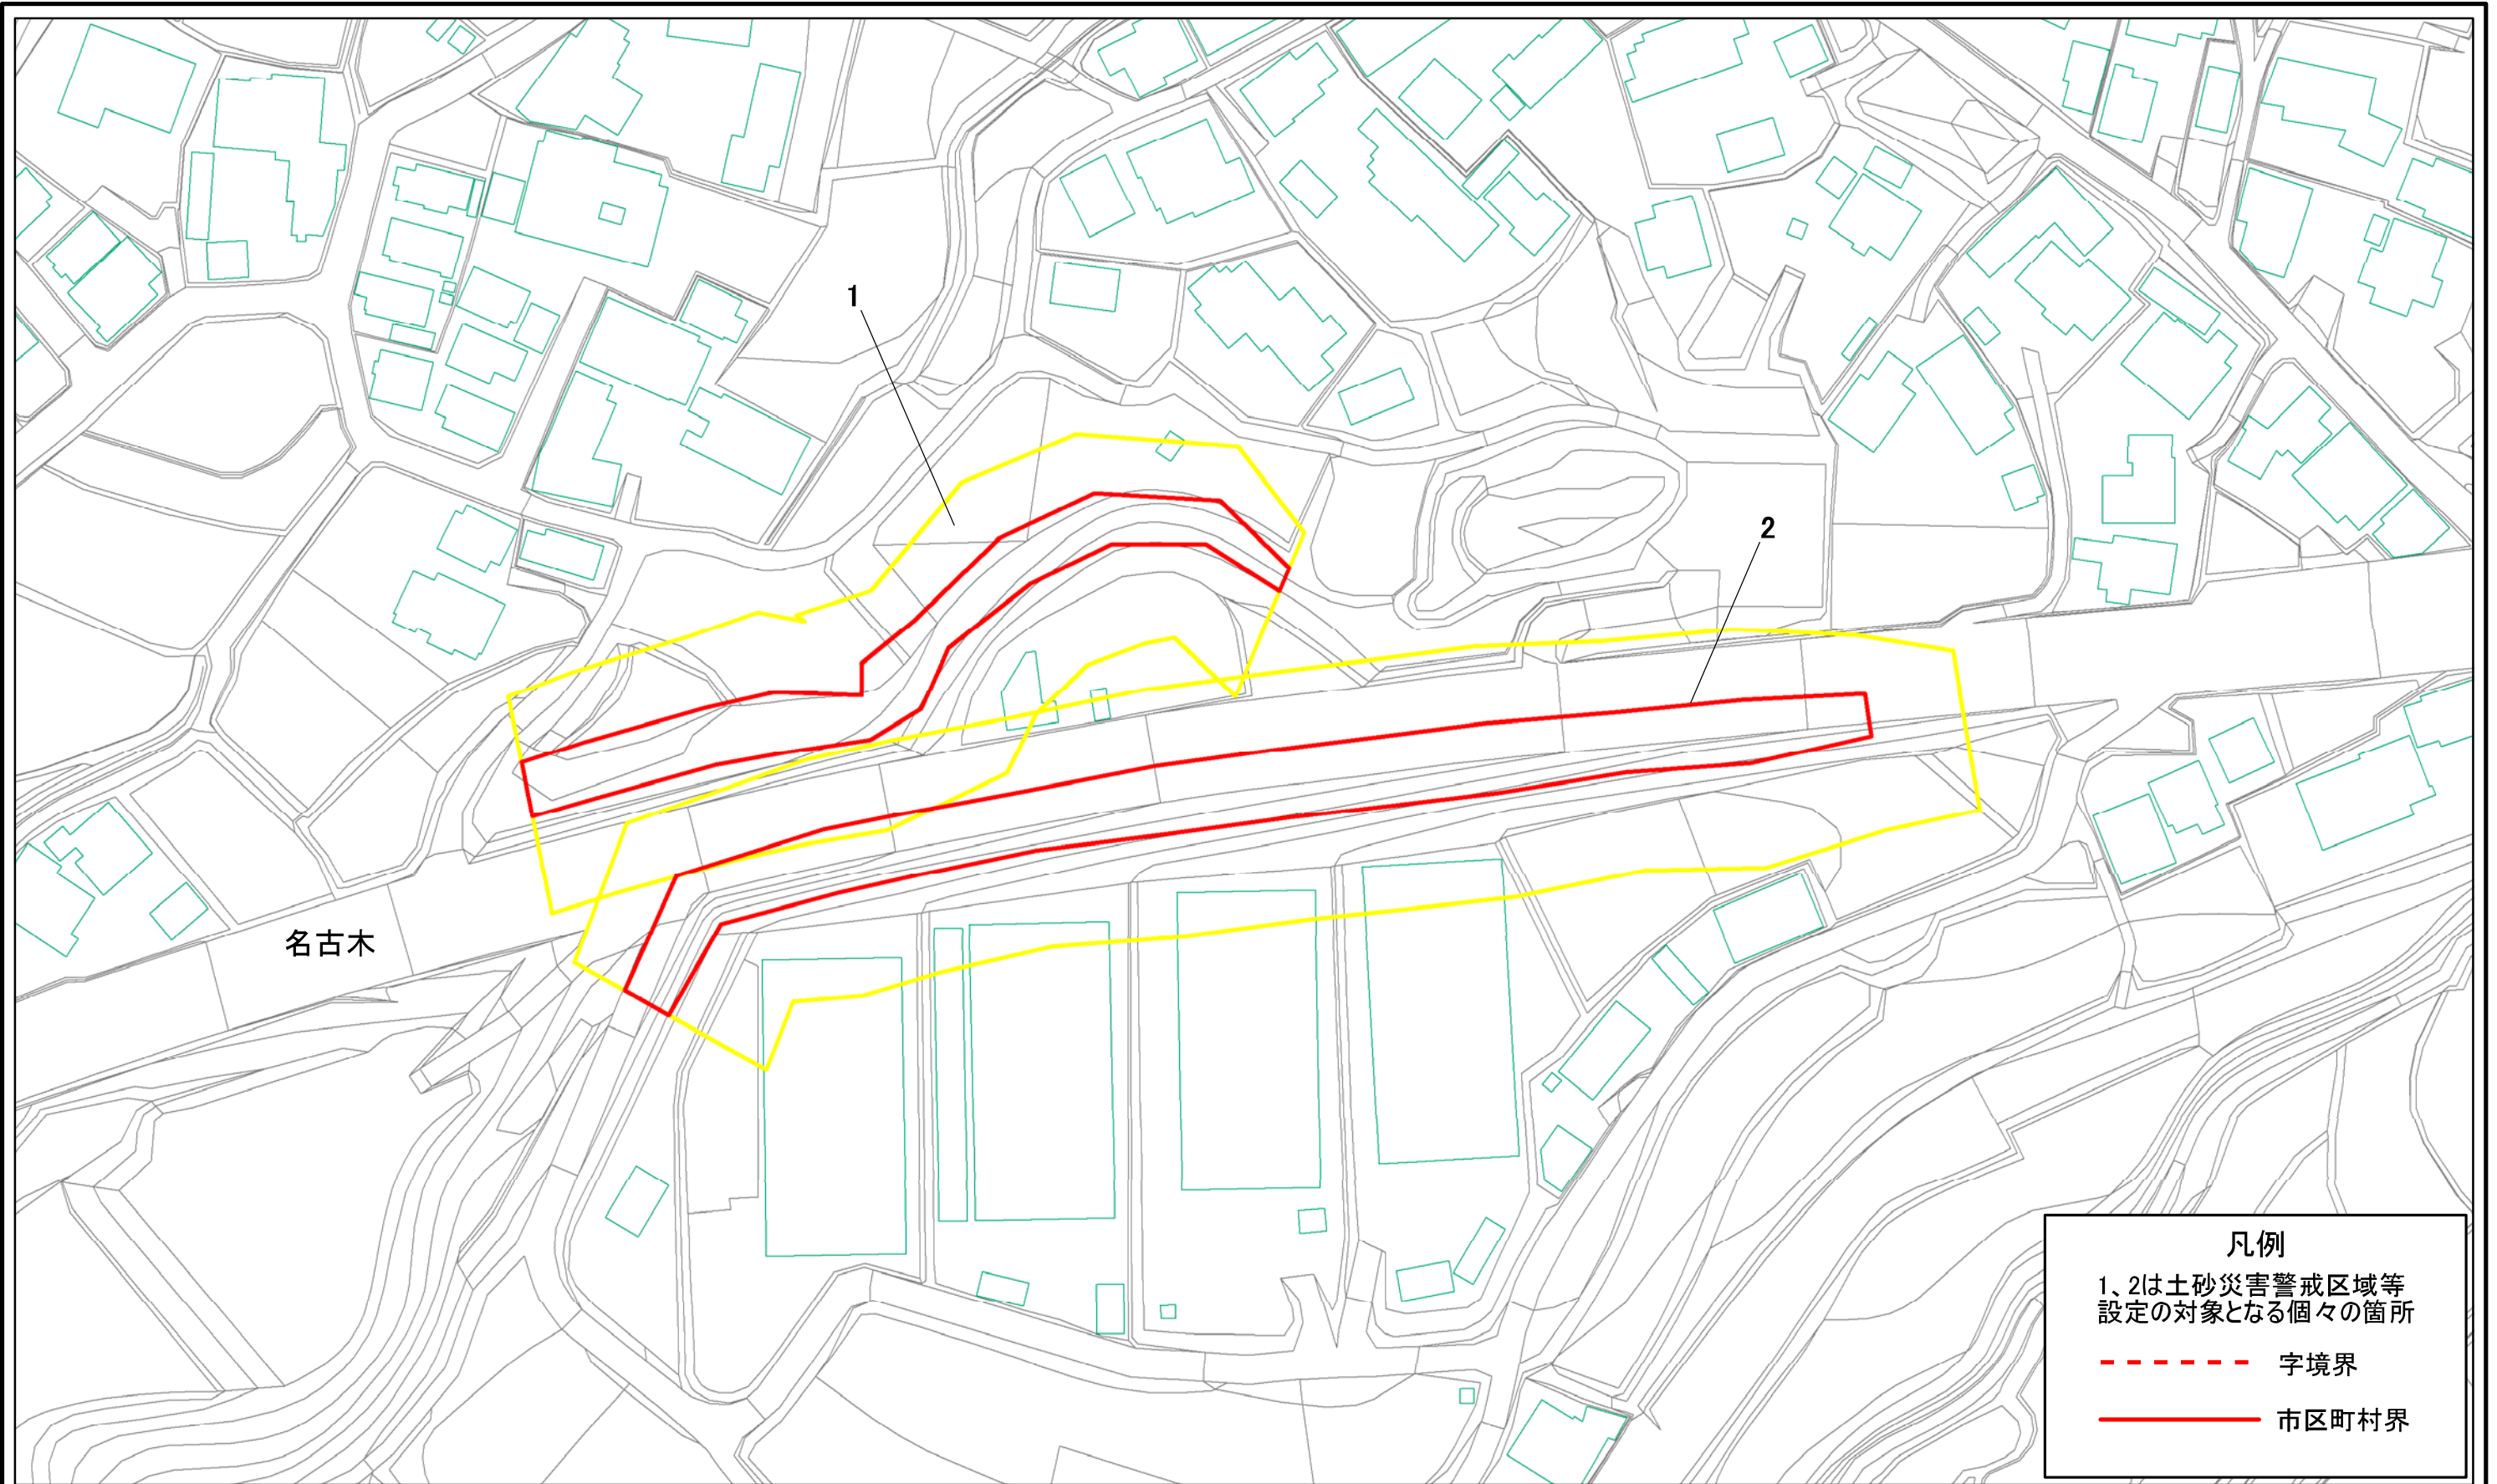 1
2
名古木
凡例
1、2は土砂災害警戒区域等
設定の対象となる個々の箇所
字境界
市区町村界